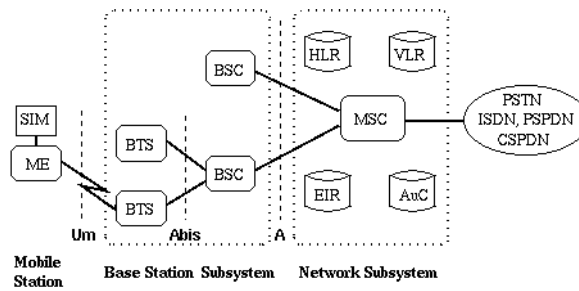 HLR
VLR
BSC
PSTN
ISDN, PSPDN
CSPDN
SIM
MSC
BTS
ME
BSC
EIR
AuC
BTS
Um
Abis
A
Mobile
Station
Base Station Subsystem
Network Subsystem